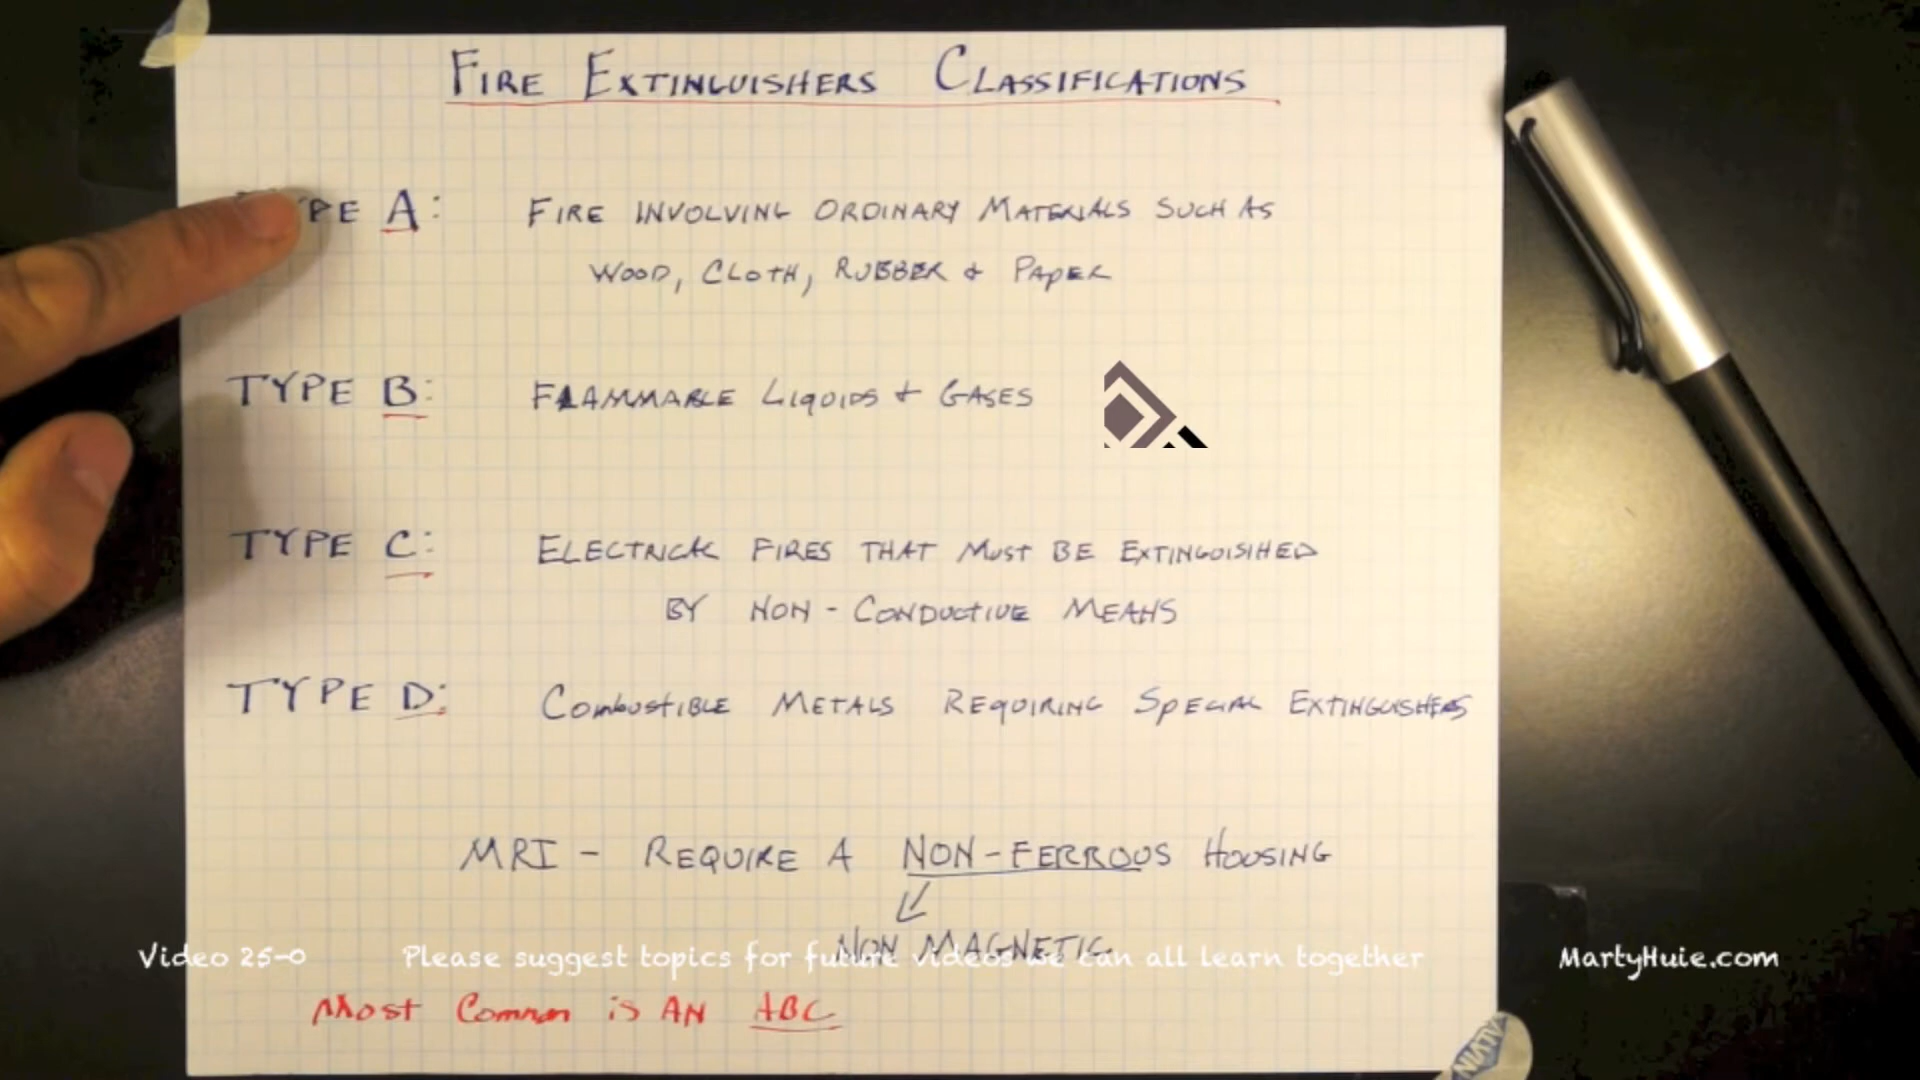 FIRE EXTINGUISHERS CLASSIFICATIONS
PE A: FIRE INVOLVING ORDINARY MATERIALS SUCH AS
WOOD, CLOTH, RUBBER & PAPER
TYPE B: FLAMMABLE LIQUIDS + GASES
TYPE C: ELECTRICAL FIRES THAT MUST BE EXTINGUISHED
BY NON-CONDUCTIVE MEANS
TYPE D: COMBUSTIBLE METALS REQUIRING SPECIAL EXTINGUISHERS
MRI - REQUIRE A NON-FERROUS HOUSING
NON MAGNETIC
Video 25-0 Please suggest topics for future videos we can all learn together MartyHuie.com
MOST COMMON IS AN ABC
ALVIN